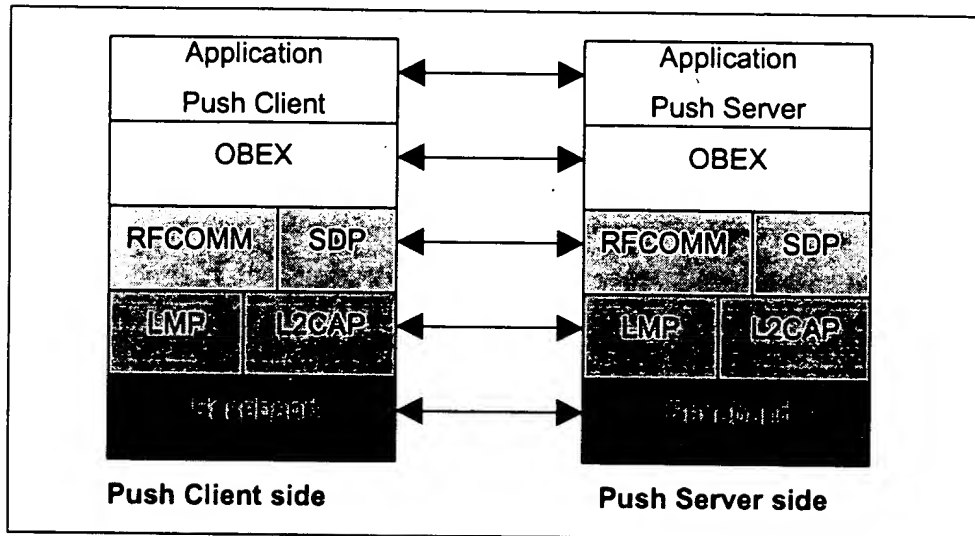 Application
Push Client
OBEX
RFCOMM
SDP
LMP
L2CAP
Push Client side
Application
Push Server
OBEX
RFCOMM
SDP
LMP
L2CAP
Push Server side